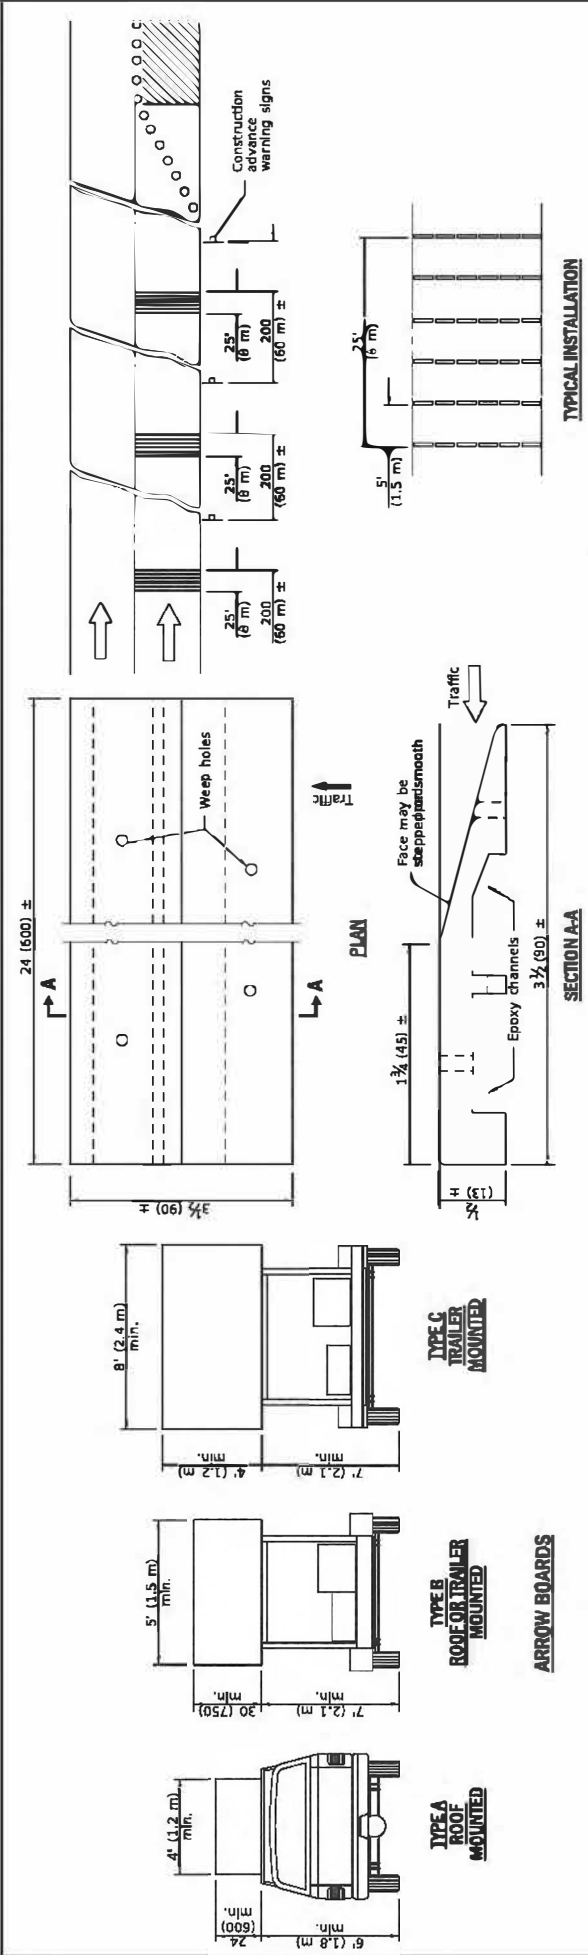 4' (1.2 m)
min.
24
(600)
min.
6' (1.8 m)
min.
TYPE A
ROOF
MOUNTED
5' (1.5 m)
min.
30 (750)
min.
7' (2.1 m)
min.
TYPE B
ROOF OR TRAILER
MOUNTED
8' (2.4 m)
min.
4' (1.2 m)
min.
7' (2.1 m)
min.
TYPE C
TRAILER
MOUNTED
ARROW BOARDS
24 (600) ±
3½ (90) ±
A
A
Weep holes
Traffic
PLAN
1¾ (45) ±
½
(13) ±
Face may be
stepped or smooth
Traffic
Epoxy channels
3½ (90) ±
SECTION A-A
25'
(8 m)
200
(60 m) ±
25'
(8 m)
200
(60 m) ±
25'
(8 m)
200
(60 m) ±
Construction
advance
warning signs
5'
(1.5 m)
25'
TYPICAL INSTALLATION